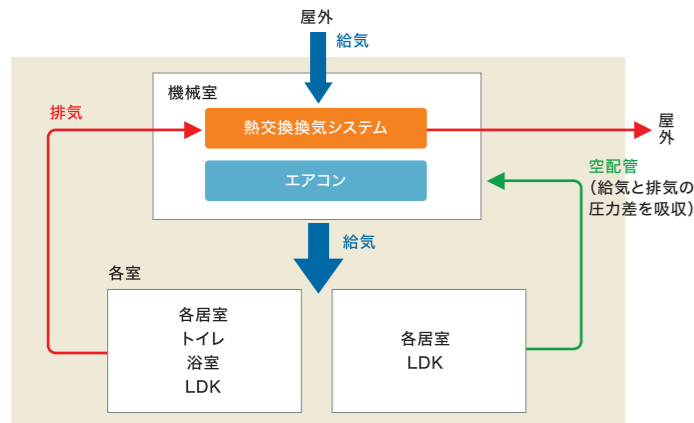 屋外
給気
機械室
排気
熱交換換気システム
屋外
エアコン
空配管
（給気と排気の
圧力差を吸収）
給気
各室
各居室
トイレ
浴室
LDK
各居室
LDK